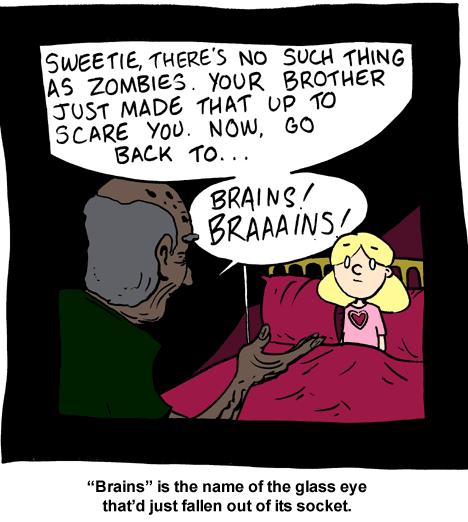 SWEETIE, THERE'S NO SUCH THING
AS ZOMBIES. YOUR BROTHER
JUST MADE THAT UP TO
SCARE YOU. NOW, GO
BACK TO...
BRAINS!
BRAAAINS!
“Brains” is the name of the glass eye
that’d just fallen out of its socket.